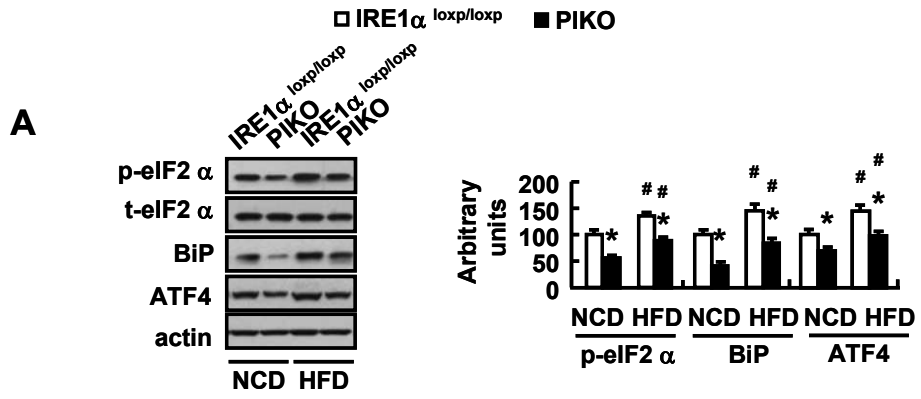 IRE1α loxp/loxp PIKO
A
IRE1α loxp/loxp
PIKO
IRE1α loxp/loxp
PIKO
p-eIF2 α
t-eIF2 α
BiP
ATF4
actin
NCD HFD
Arbitrary
units
200
150
100
50
0
# # # # # #
* * * * * *
NCD HFD NCD HFD NCD HFD
p-eIF2 α BiP ATF4